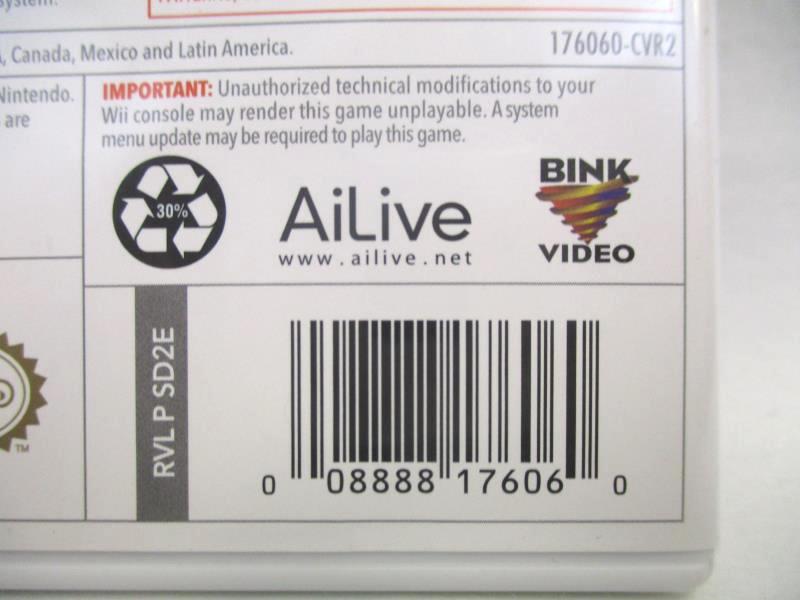 system.
, Canada, Mexico and Latin America.
176060-CVR2
Nintendo.
are
IMPORTANT: Unauthorized technical modifications to your
Wii console may render this game unplayable. A system
menu update may be required to play this game.
30%
AiLive
www.ailive.net
BINK
VIDEO
RVL P SD2E
TM
0 08888 17606 0